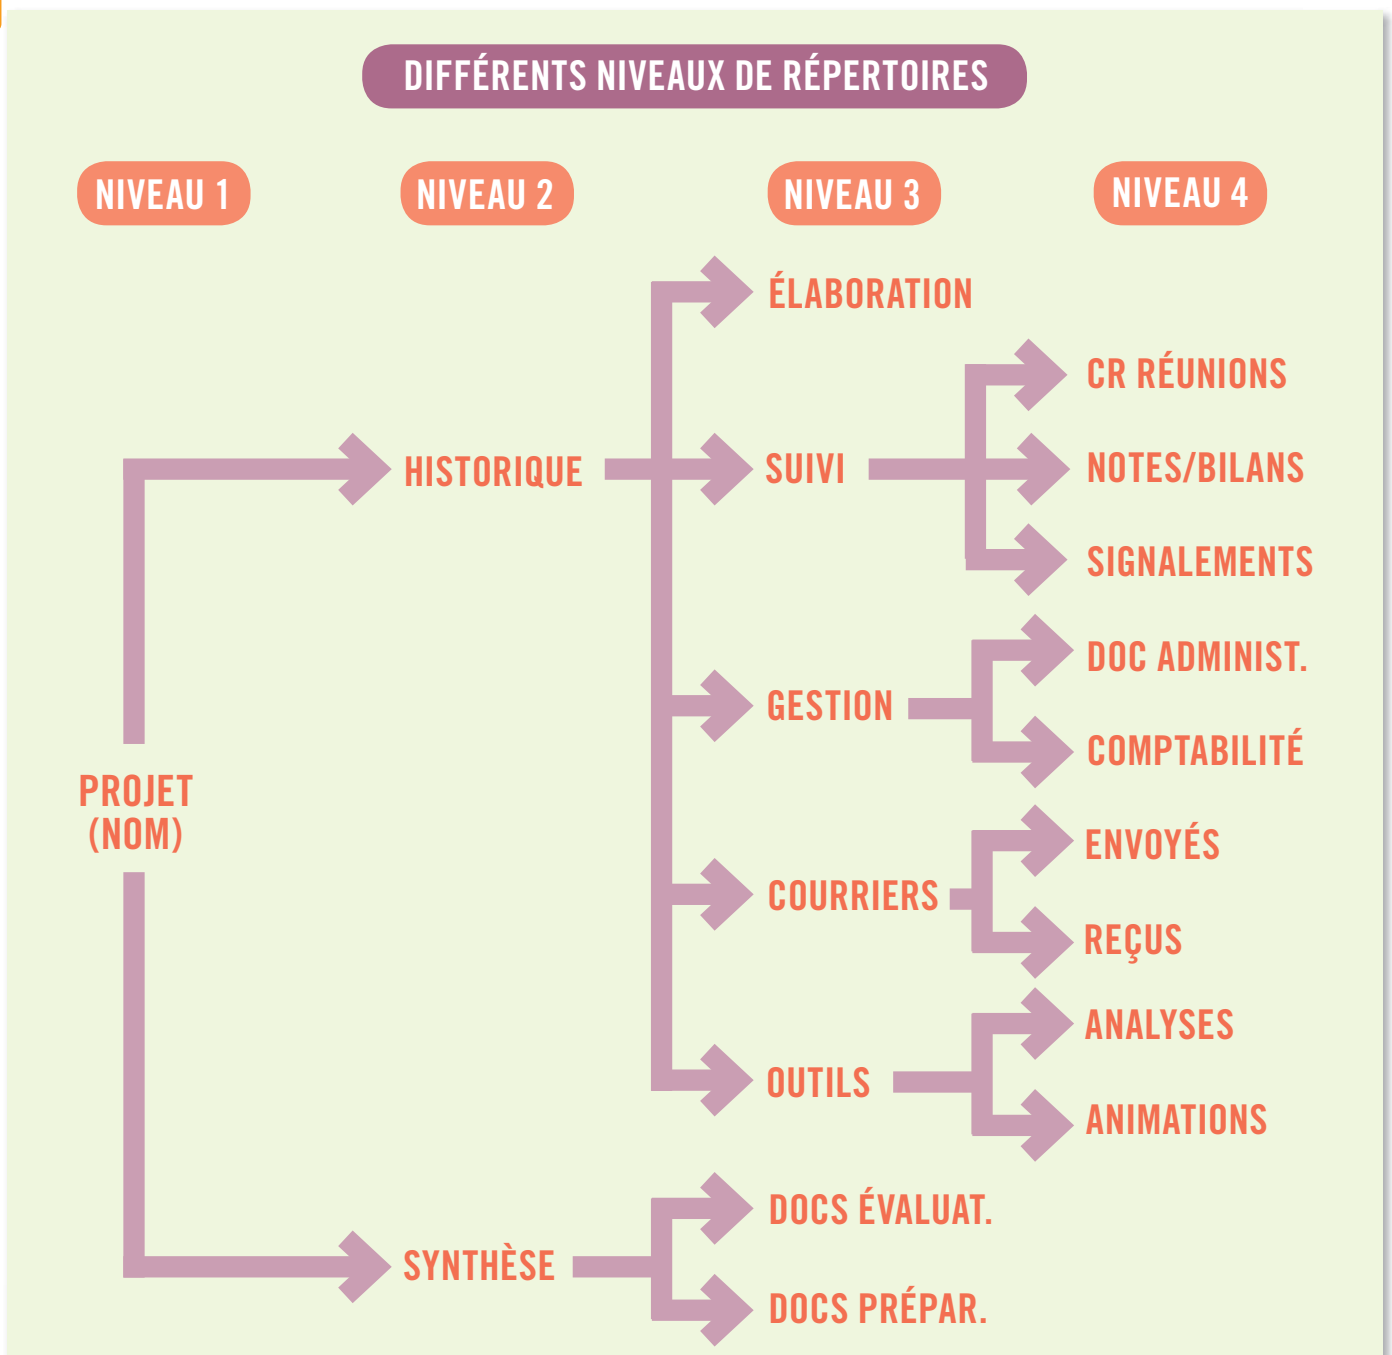 DIFFÉRENTS NIVEAUX DE RÉPERTOIRES
NIVEAU 1
NIVEAU 2
NIVEAU 3
NIVEAU 4
ÉLABORATION
CR RÉUNIONS
HISTORIQUE
SUIVI
NOTES/BILANS
SIGNALEMENTS
DOC ADMINIST.
GESTION
COMPTABILITÉ
PROJET
(NOM)
ENVOYÉS
COURRIERS
REÇUS
ANALYSES
OUTILS
ANIMATIONS
DOCS ÉVALUAT.
SYNTHÈSE
DOCS PRÉPAR.